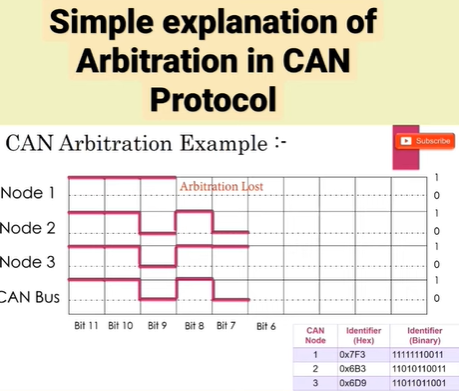 Simple explanation of
Arbitration in CAN
Protocol
CAN Arbitration Example :-
Subscribe
Node 1
Arbitration Lost
1
0
Node 2
1
0
Node 3
1
0
CAN Bus
1
0
Bit 11 Bit 10 Bit 9 Bit 8 Bit 7 Bit 6
CAN Node Identifier (Hex) Identifier (Binary)
1 0x7F3 11111110011
2 0x6B3 11010110011
3 0x6D9 11011011001